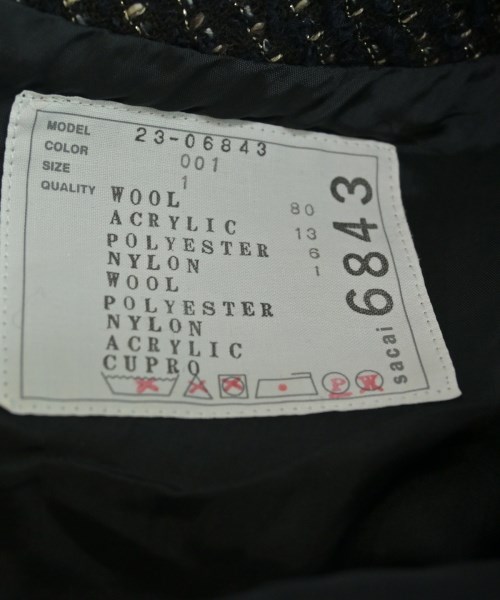 MODEL 23-06843
COLOR 001
SIZE 1
QUALITY WOOL 80
ACRYLIC 13
POLYESTER 6
NYLON 1
WOOL
POLYESTER
NYLON
ACRYLIC
CUPRO
P W
sacai 6843